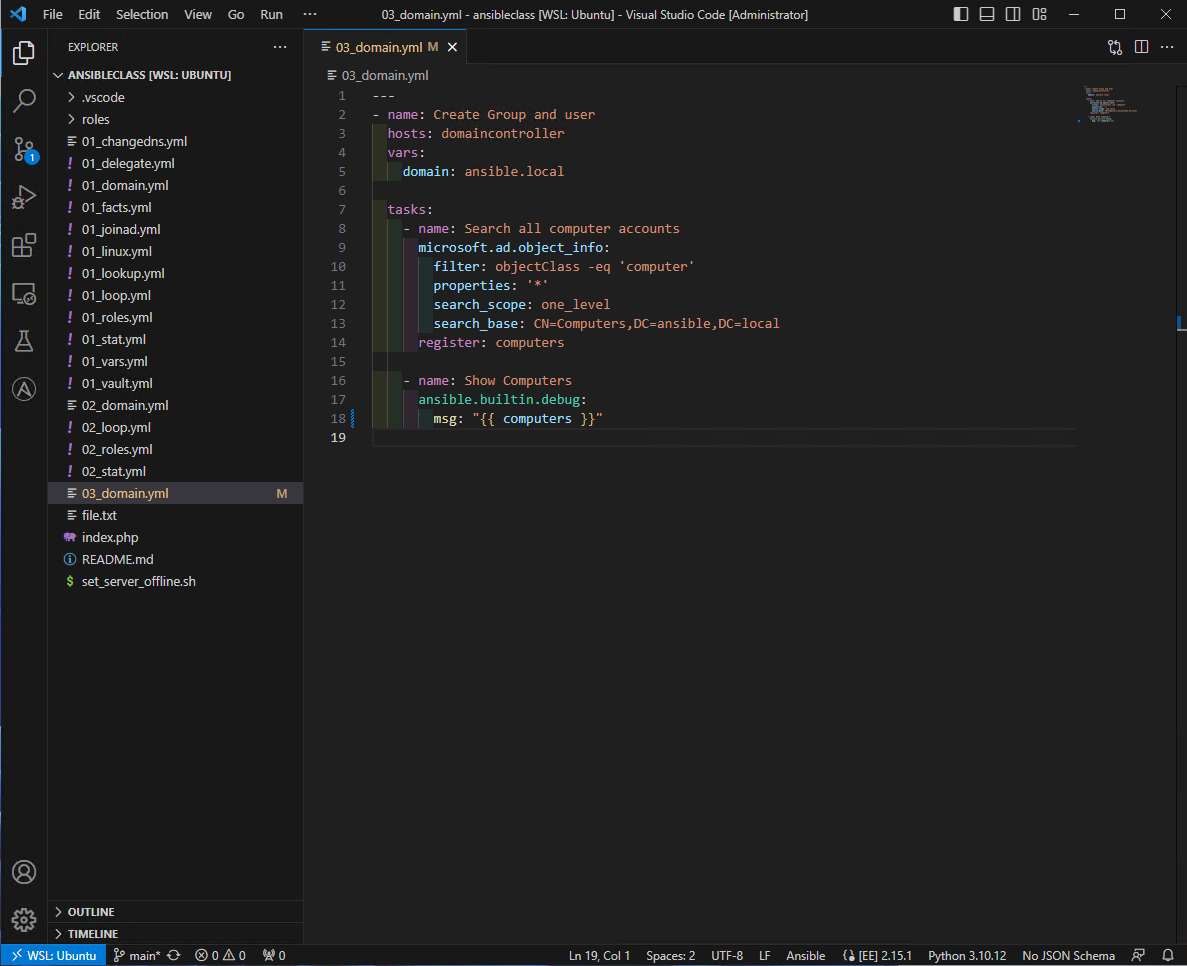 File Edit Selection View Go Run ··· 03_domain.yml - ansibleclass [WSL: Ubuntu] - Visual Studio Code [Administrator]
EXPLORER ···
ANSIBLECLASS [WSL: UBUNTU]
.vscode
roles
01_changedns.yml
! 01_delegate.yml
! 01_domain.yml
! 01_facts.yml
! 01_joinad.yml
! 01_linux.yml
! 01_lookup.yml
! 01_loop.yml
! 01_roles.yml
! 01_stat.yml
! 01_vars.yml
! 01_vault.yml
02_domain.yml
! 02_loop.yml
! 02_roles.yml
! 02_stat.yml
03_domain.yml M
file.txt
index.php
README.md
$ set_server_offline.sh
OUTLINE
TIMELINE
1
03_domain.yml M
03_domain.yml
1 ---
2 - name: Create Group and user
3 hosts: domaincontroller
4 vars:
5 domain: ansible.local
6
7 tasks:
8 - name: Search all computer accounts
9 microsoft.ad.object_info:
10 filter: objectClass -eq 'computer'
11 properties: '*'
12 search_scope: one_level
13 search_base: CN=Computers,DC=ansible,DC=local
14 register: computers
15
16 - name: Show Computers
17 ansible.builtin.debug:
18 msg: "{{ computers }}"
19
WSL: Ubuntu main* 0 0 0 Ln 19, Col 1 Spaces: 2 UTF-8 LF Ansible [EE] 2.15.1 Python 3.10.12 No JSON Schema